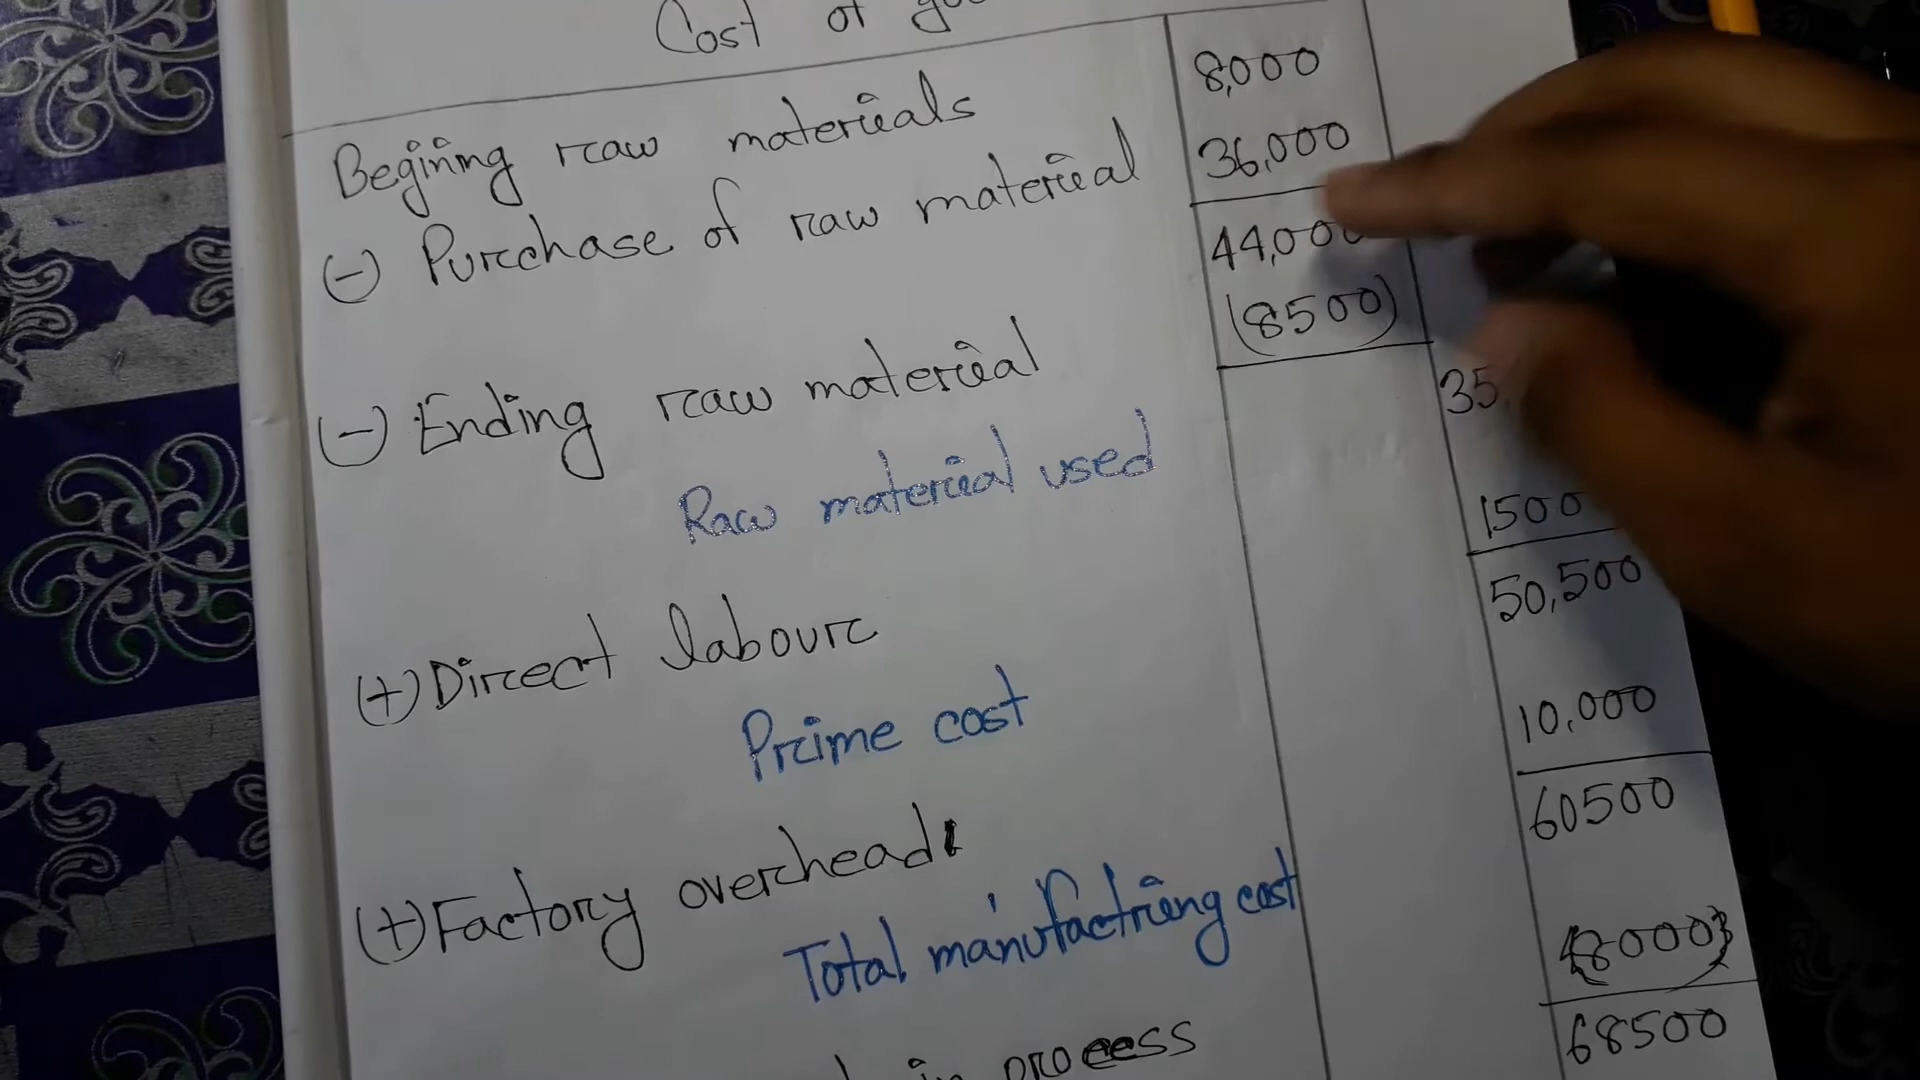 Cost of
Begining raw materials 8,000
(-) Purchase of raw material 36,000
44,000
(-) Ending raw material (8500)
Raw material used 35,
(+) Direct labour 1500
Prime cost 50,500
(+) Factory overhead 10,000
Total manufactring cost 60500
in process (8000)
68500